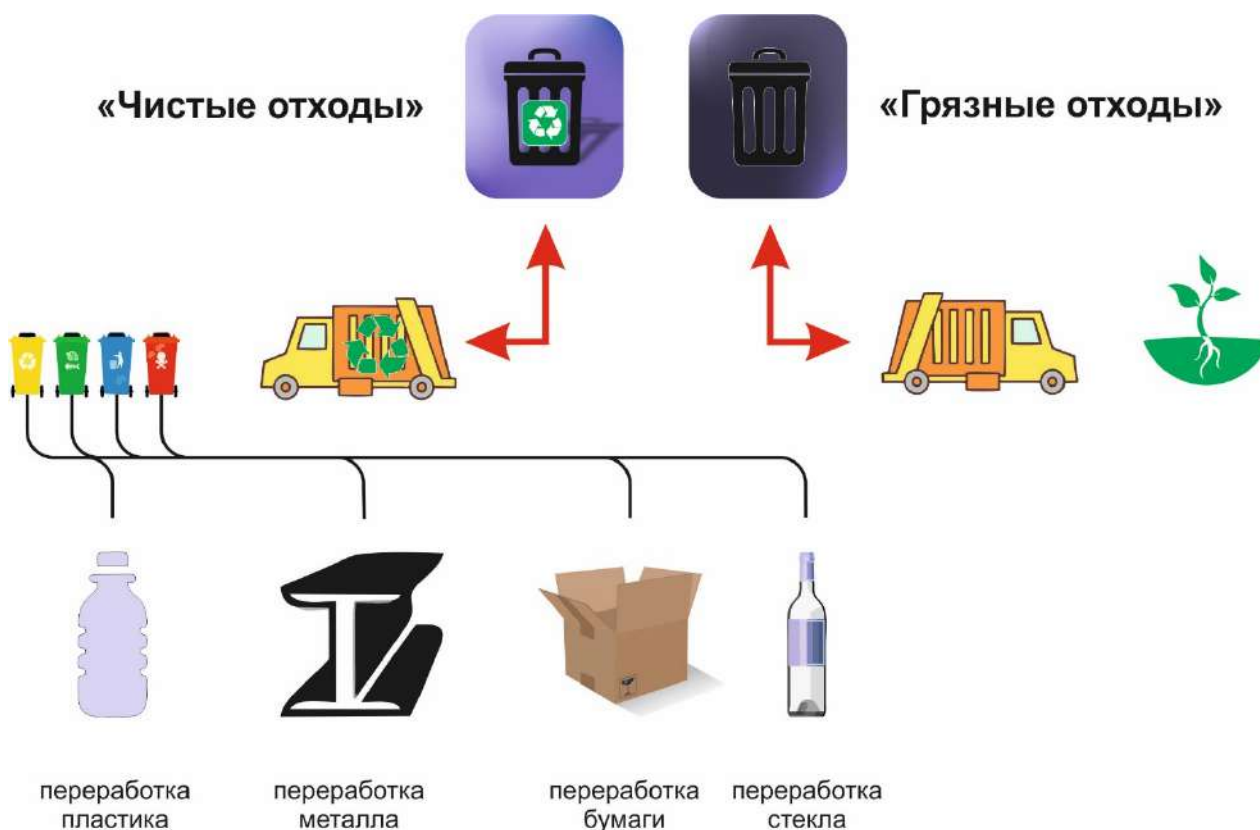 «Чистые отходы»
«Грязные отходы»
переработка
пластика
переработка
металла
переработка
бумаги
переработка
стекла